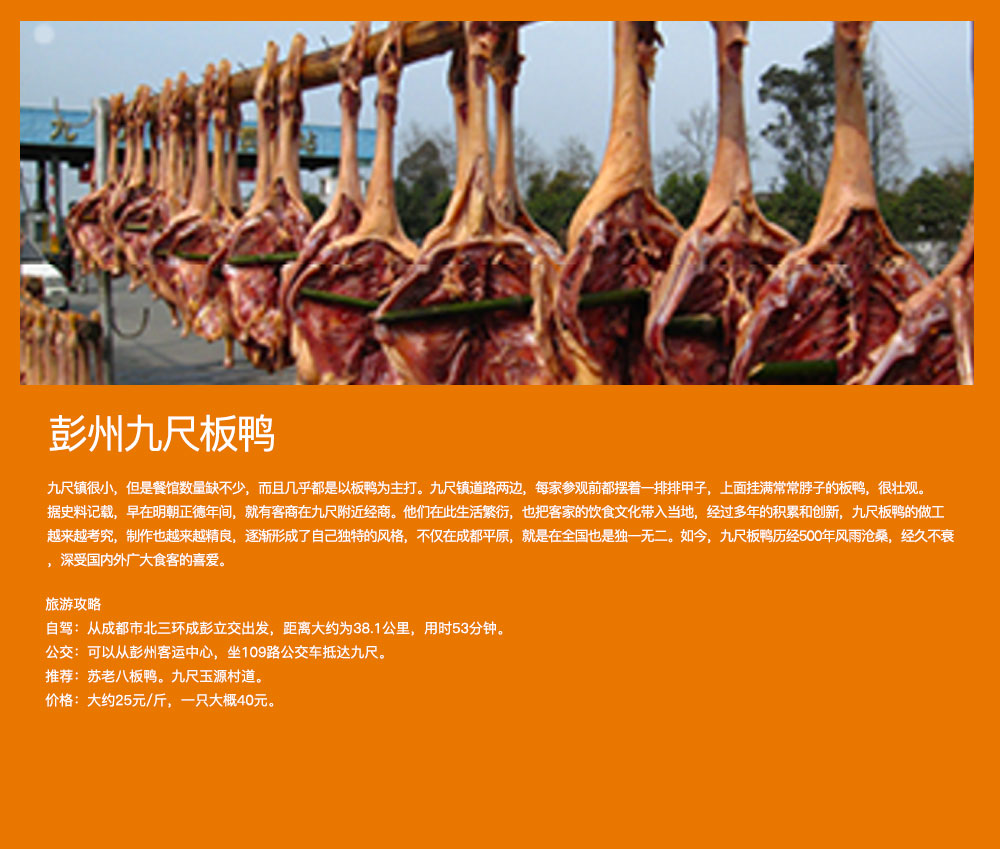 九
彭州九尺板鸭
九尺镇很小，但是餐馆数量缺不少，而且几乎都是以板鸭为主打。九尺镇道路两边，每家参观前都摆着一排排甲子，上面挂满常常脖子的板鸭，很壮观。
据史料记载，早在明朝正德年间，就有客商在九尺附近经商。他们在此生活繁衍，也把客家的饮食文化带入当地，经过多年的积累和创新，九尺板鸭的做工
越来越考究，制作也越来越精良，逐渐形成了自己独特的风格，不仅在成都平原，就是在全国也是独一无二。如今，九尺板鸭历经500年风雨沧桑，经久不衰
，深受国内外广大食客的喜爱。
旅游攻略
自驾：从成都市北三环成彭立交出发，距离大约为38.1公里，用时53分钟。
公交：可以从彭州客运中心，坐109路公交车抵达九尺。
推荐：苏老八板鸭。九尺玉源村道。
价格：大约25元/斤，一只大概40元。